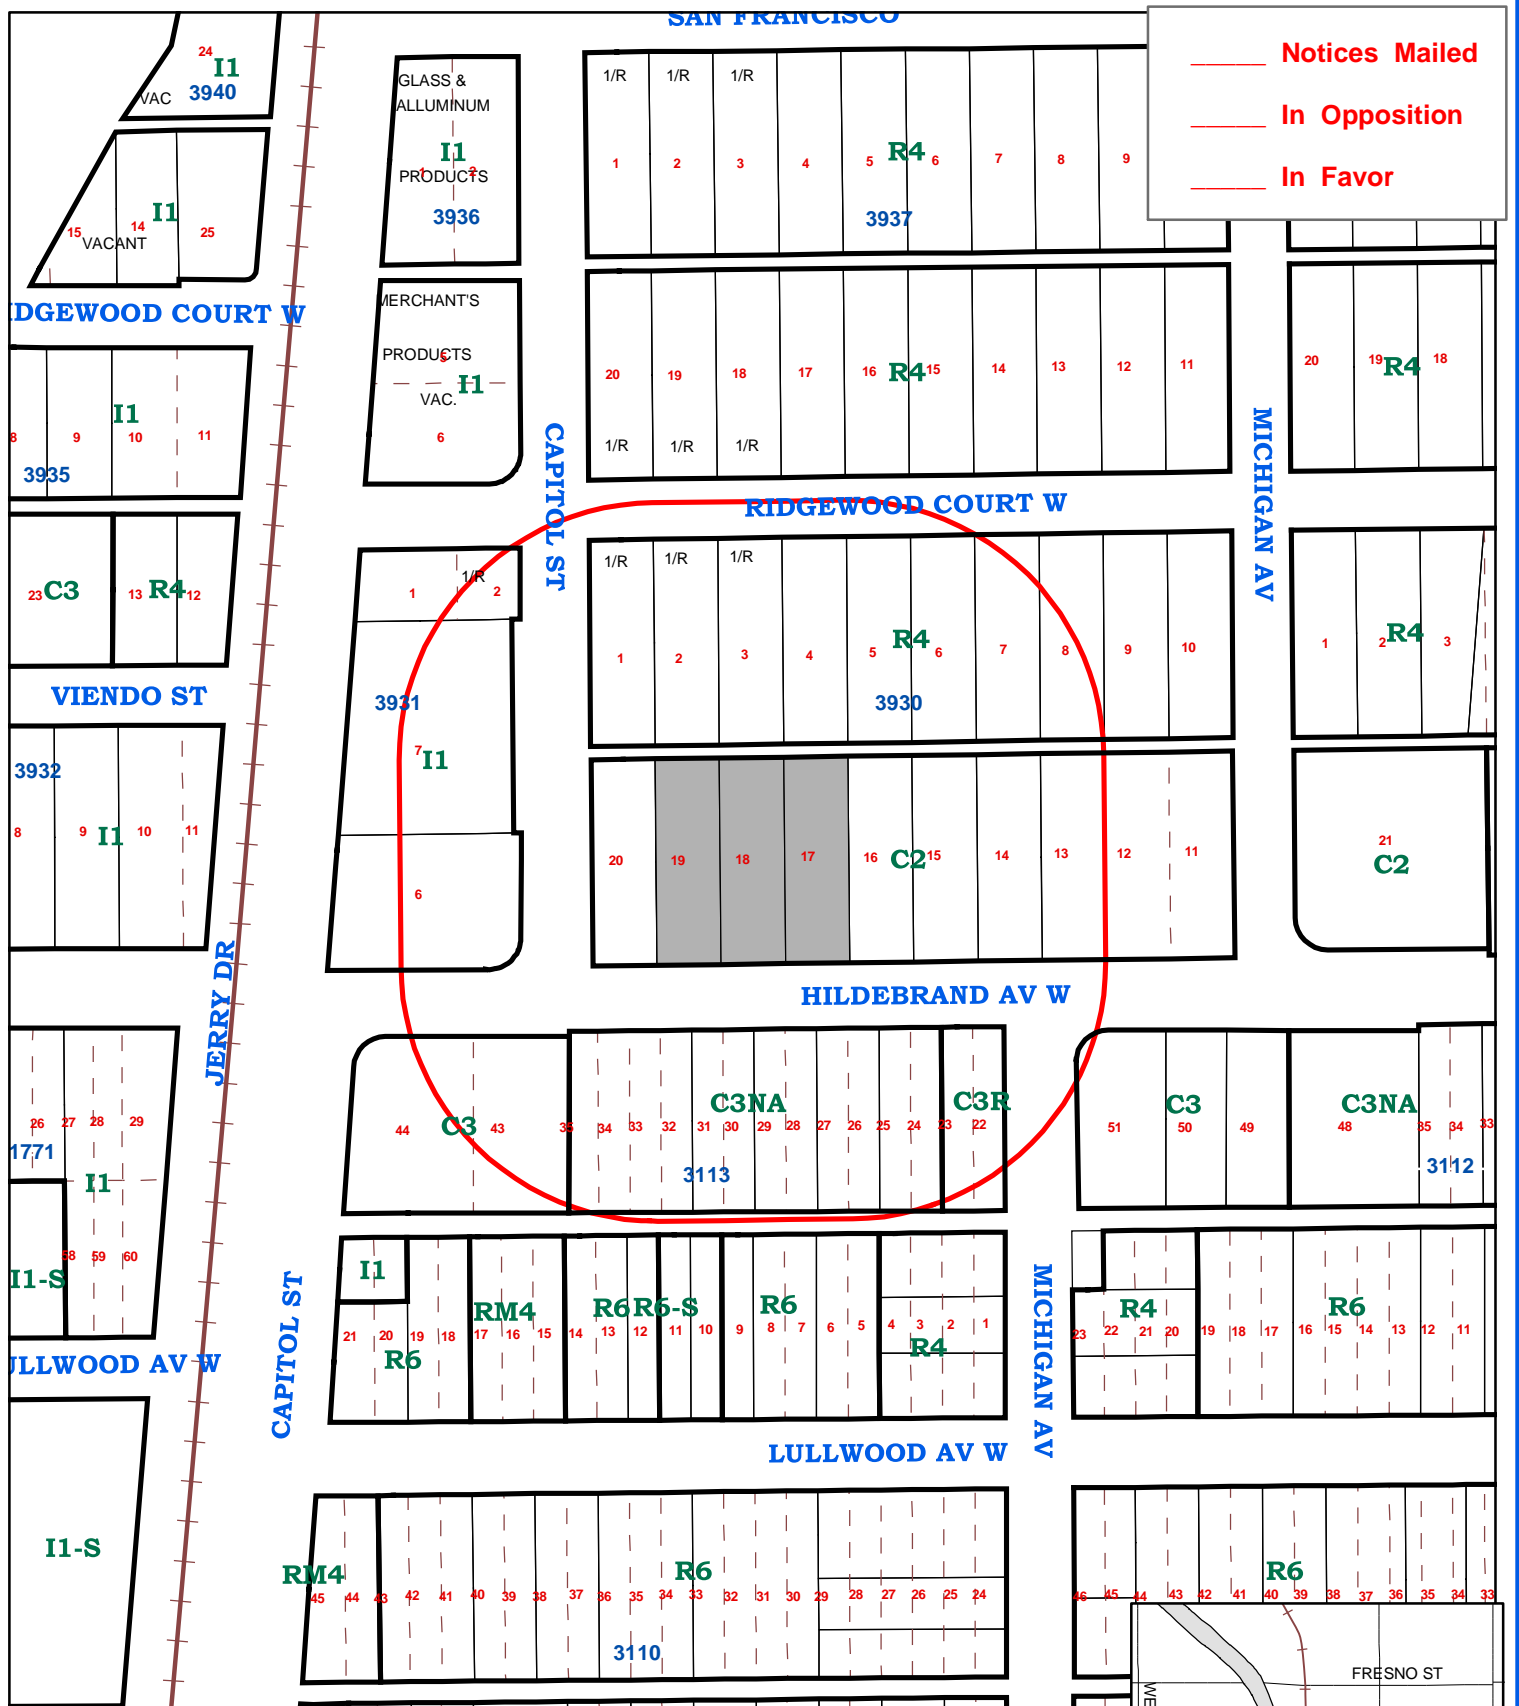 SAN FRANCISCO
_____ Notices Mailed
_____ In Opposition
_____ In Favor
24
I1
VAC
3940
15
14
I1
25
VACANT
GLASS &
ALLUMINUM
I1
1
2
PRODUCTS
3936
1/R 1/R 1/R
1 2 3 4 5 R4 6 7 8 9
3937
RIDGEWOOD COURT W
MERCHANT'S
PRODUCTS
5
I1
VAC.
6
20 19 18 17 16 R4 15 14 13 12 11
1/R 1/R 1/R
20 19 R4 18
I1
8 9 10 11
3935
CAPITOL ST
MICHIGAN AV
RIDGEWOOD COURT W
23 C3 13 R4 12
1/R
1 2
3931
7 I1
6
1/R 1/R 1/R
1 2 3 4 5 R4 6 7 8 9 10
3930
1 2 R4 3
VIENDO ST
3932
8 9 I1 10 11
20 19 18 17 16 C2 15 14 13 12 11
21
C2
HILDEBRAND AV W
JERRY DR
26 27 28 29
1771
I1
58 59 60
I1-S
44 C3 43 35 34 33 32 31 30 29 28 27 26 25 24 23 22
C3NA
C3R
3113
C3
51 50 49
C3NA
48 35 34 33
3112
I1
R6
21 20 19 18
RM4
17 16 15
R6
14 13 12
R6-S
11 10
R6
9 8 7 6 5
4 3 2 1
R4
R4
23 22 21 20
R6
19 18 17 16 15 14 13 12 11
CAPITOL ST
MICHIGAN AV
LULLWOOD AV W
LULLWOOD AV W
I1-S
RM4
45 44 43 42 41 40 39 38 37 36 35 34 33 32 31 30 29 28 27 26 25 24
R6
3110
R6
46 45 44 43 42 41 40 39 38 37 36 35 34 33
FRESNO ST
WE